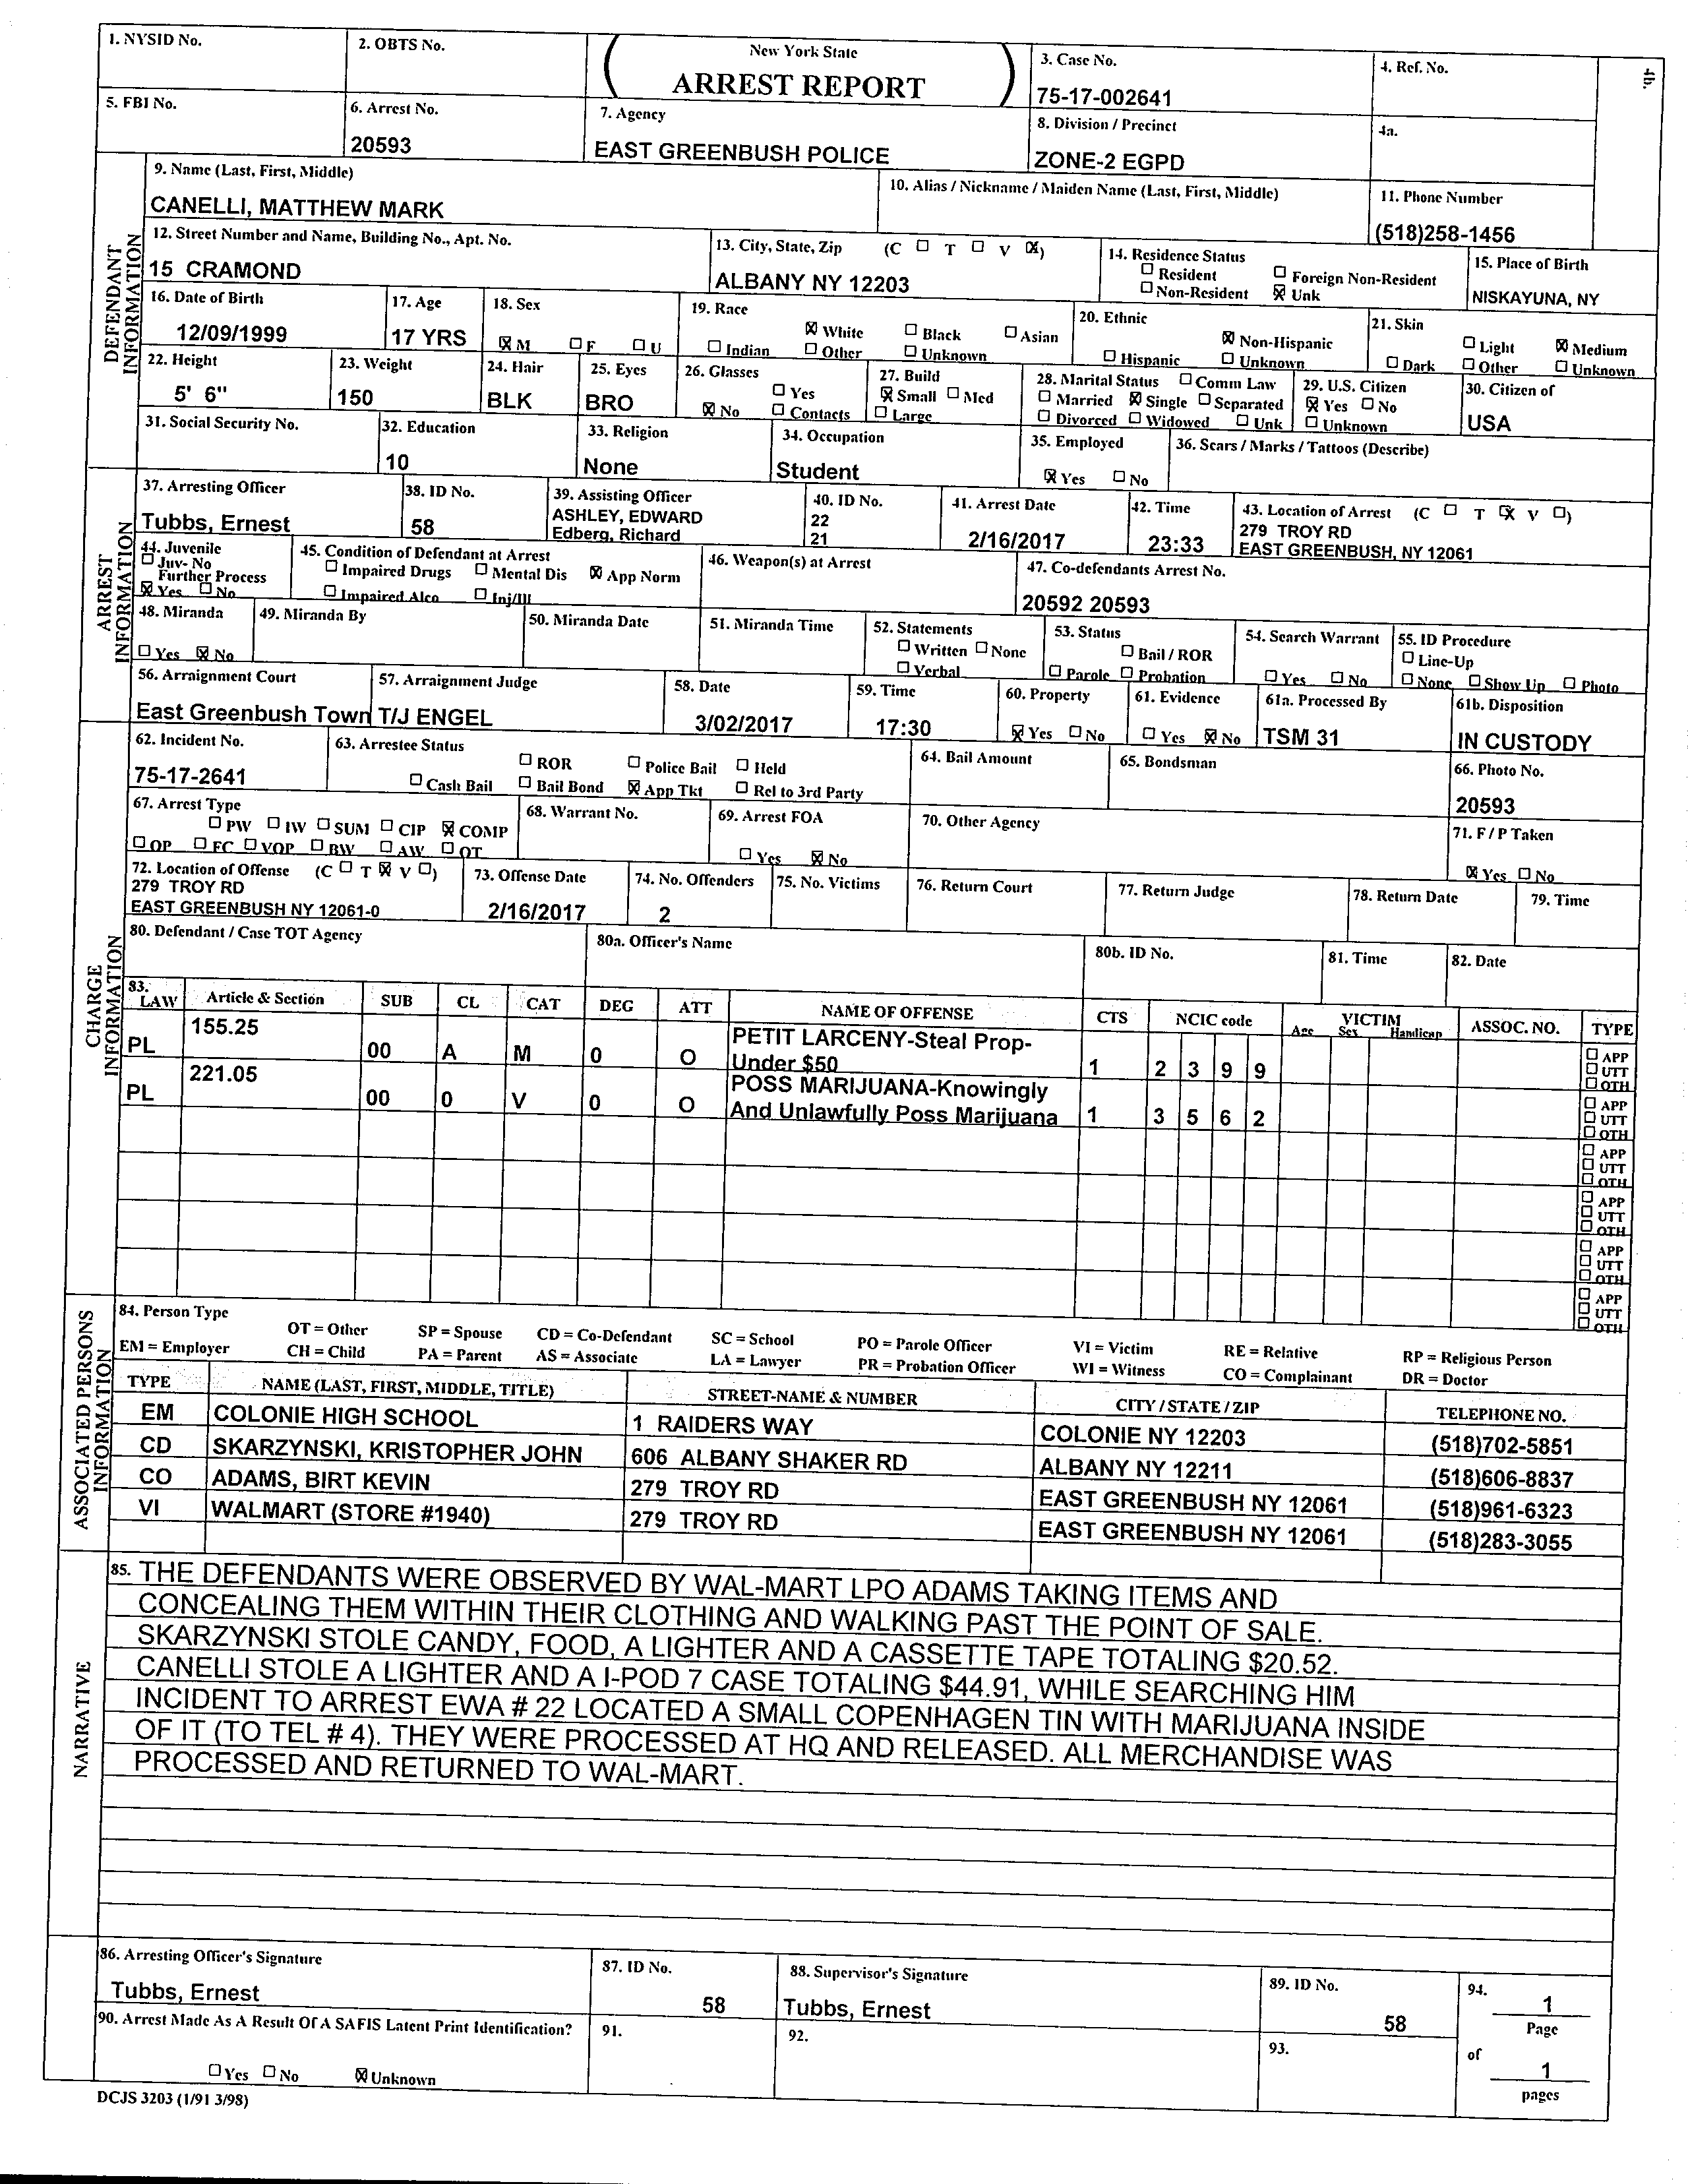 1. NYSID No.
2. OBTS No.
New York State
ARREST REPORT
3. Case No.
75-17-002641
4. Ref. No.
4b.
5. FBI No.
6. Arrest No.
20593
7. Agency
EAST GREENBUSH POLICE
8. Division / Precinct
ZONE-2 EGPD
4a.
DEFENDANT INFORMATION
9. Name (Last, First, Middle)
CANELLI, MATTHEW MARK
10. Alias / Nickname / Maiden Name (Last, First, Middle)
11. Phone Number
(518)258-1456
12. Street Number and Name, Building No., Apt. No.
15 CRAMOND
13. City, State, Zip (C ☐ T ☐ V ☒)
ALBANY NY 12203
14. Residence Status
☐ Resident ☐ Foreign Non-Resident
☐ Non-Resident ☒ Unk
15. Place of Birth
NISKAYUNA, NY
16. Date of Birth
12/09/1999
17. Age
17 YRS
18. Sex
☒ M ☐ F ☐ U
19. Race
☒ White ☐ Black ☐ Asian
☐ Indian ☐ Other ☐ Unknown
20. Ethnic
☒ Non-Hispanic
☐ Hispanic ☐ Unknown
21. Skin
☐ Light ☒ Medium
☐ Dark ☐ Other ☐ Unknown
22. Height
5' 6"
23. Weight
150
24. Hair
BLK
25. Eyes
BRO
26. Glasses
☐ Yes
☒ No ☐ Contacts
27. Build
☒ Small ☐ Med
☐ Large
28. Marital Status ☐ Comm Law
☐ Married ☒ Single ☐ Separated
☐ Divorced ☐ Widowed ☐ Unk
29. U.S. Citizen
☒ Yes ☐ No
☐ Unknown
30. Citizen of
USA
31. Social Security No.
32. Education
10
33. Religion
None
34. Occupation
Student
35. Employed
☒ Yes ☐ No
36. Scars / Marks / Tattoos (Describe)
ARREST INFORMATION
37. Arresting Officer
Tubbs, Ernest
38. ID No.
58
39. Assisting Officer
ASHLEY, EDWARD
Edberg, Richard
40. ID No.
22
21
41. Arrest Date
2/16/2017
42. Time
23:33
43. Location of Arrest (C ☐ T ☒ V ☐)
279 TROY RD
EAST GREENBUSH, NY 12061
44. Juvenile
☐ Juv- No
Further Process
☒ Yes ☐ No
45. Condition of Defendant at Arrest
☐ Impaired Drugs ☐ Mental Dis ☒ App Norm
☐ Impaired Alco ☐ Inj/Ill
46. Weapon(s) at Arrest
47. Co-defendants Arrest No.
20592 20593
48. Miranda
☐ Yes ☒ No
49. Miranda By
50. Miranda Date
51. Miranda Time
52. Statements
☐ Written ☐ None
☐ Verbal
53. Status
☐ Bail / ROR
☐ Parole ☐ Probation
54. Search Warrant
☐ Yes ☐ No
55. ID Procedure
☐ Line-Up
☐ None ☐ Show Up ☐ Photo
56. Arraignment Court
East Greenbush Town
57. Arraignment Judge
T/J ENGEL
58. Date
3/02/2017
59. Time
17:30
60. Property
☒ Yes ☐ No
61. Evidence
☐ Yes ☒ No
61a. Processed By
TSM 31
61b. Disposition
IN CUSTODY
CHARGE INFORMATION
62. Incident No.
75-17-2641
63. Arrestee Status
☐ ROR ☐ Police Bail ☐ Held
☐ Cash Bail ☐ Bail Bond ☒ App Tkt ☐ Rel to 3rd Party
64. Bail Amount
65. Bondsman
66. Photo No.
20593
67. Arrest Type
☐ PW ☐ IW ☐ SUM ☐ CIP ☒ COMP
☐ OP ☐ FC ☐ VOP ☐ BW ☐ AW ☐ OT
68. Warrant No.
69. Arrest FOA
☐ Yes ☒ No
70. Other Agency
71. F / P Taken
☒ Yes ☐ No
72. Location of Offense (C ☐ T ☒ V ☐)
279 TROY RD
EAST GREENBUSH NY 12061-0
73. Offense Date
2/16/2017
74. No. Offenders
2
75. No. Victims
76. Return Court
77. Return Judge
78. Return Date
79. Time
80. Defendant / Case TOT Agency
80a. Officer's Name
80b. ID No.
81. Time
82. Date
83. LAW Article & Section SUB CL CAT DEG ATT NAME OF OFFENSE CTS NCIC code VICTIM Age Sex Handicap ASSOC. NO. TYPE
PL 155.25 00 A M 0 O PETIT LARCENY-Steal Prop-
Under $50 1 2 3 9 9
☐ APP
☐ UTT
☐ OTH
PL 221.05 00 0 V 0 O POSS MARIJUANA-Knowingly
And Unlawfully Poss Marijuana 1 3 5 6 2
☐ APP
☐ UTT
☐ OTH
☐ APP
☐ UTT
☐ OTH
☐ APP
☐ UTT
☐ OTH
☐ APP
☐ UTT
☐ OTH
☐ APP
☐ UTT
☐ OTH
ASSOCIATED PERSONS INFORMATION
84. Person Type
OT = Other SP = Spouse CD = Co-Defendant SC = School PO = Parole Officer VI = Victim RE = Relative RP = Religious Person
EM = Employer CH = Child PA = Parent AS = Associate LA = Lawyer PR = Probation Officer WI = Witness CO = Complainant DR = Doctor
TYPE NAME (LAST, FIRST, MIDDLE, TITLE) STREET-NAME & NUMBER CITY / STATE / ZIP TELEPHONE NO.
EM COLONIE HIGH SCHOOL 1 RAIDERS WAY COLONIE NY 12203 (518)702-5851
CD SKARZYNSKI, KRISTOPHER JOHN 606 ALBANY SHAKER RD ALBANY NY 12211 (518)606-8837
CO ADAMS, BIRT KEVIN 279 TROY RD EAST GREENBUSH NY 12061 (518)961-6323
VI WALMART (STORE #1940) 279 TROY RD EAST GREENBUSH NY 12061 (518)283-3055
NARRATIVE
85. THE DEFENDANTS WERE OBSERVED BY WAL-MART LPO ADAMS TAKING ITEMS AND
CONCEALING THEM WITHIN THEIR CLOTHING AND WALKING PAST THE POINT OF SALE.
SKARZYNSKI STOLE CANDY, FOOD, A LIGHTER AND A CASSETTE TAPE TOTALING $20.52.
CANELLI STOLE A LIGHTER AND A I-POD 7 CASE TOTALING $44.91, WHILE SEARCHING HIM
INCIDENT TO ARREST EWA # 22 LOCATED A SMALL COPENHAGEN TIN WITH MARIJUANA INSIDE
OF IT (TO TEL # 4). THEY WERE PROCESSED AT HQ AND RELEASED. ALL MERCHANDISE WAS
PROCESSED AND RETURNED TO WAL-MART.
86. Arresting Officer's Signature
Tubbs, Ernest
87. ID No.
58
88. Supervisor's Signature
Tubbs, Ernest
89. ID No.
58
94.
1
Page
of
1
pages
90. Arrest Made As A Result Of A SAFIS Latent Print Identification?
☐ Yes ☐ No ☒ Unknown
91.
92.
93.
DCJS 3203 (1/91 3/98)